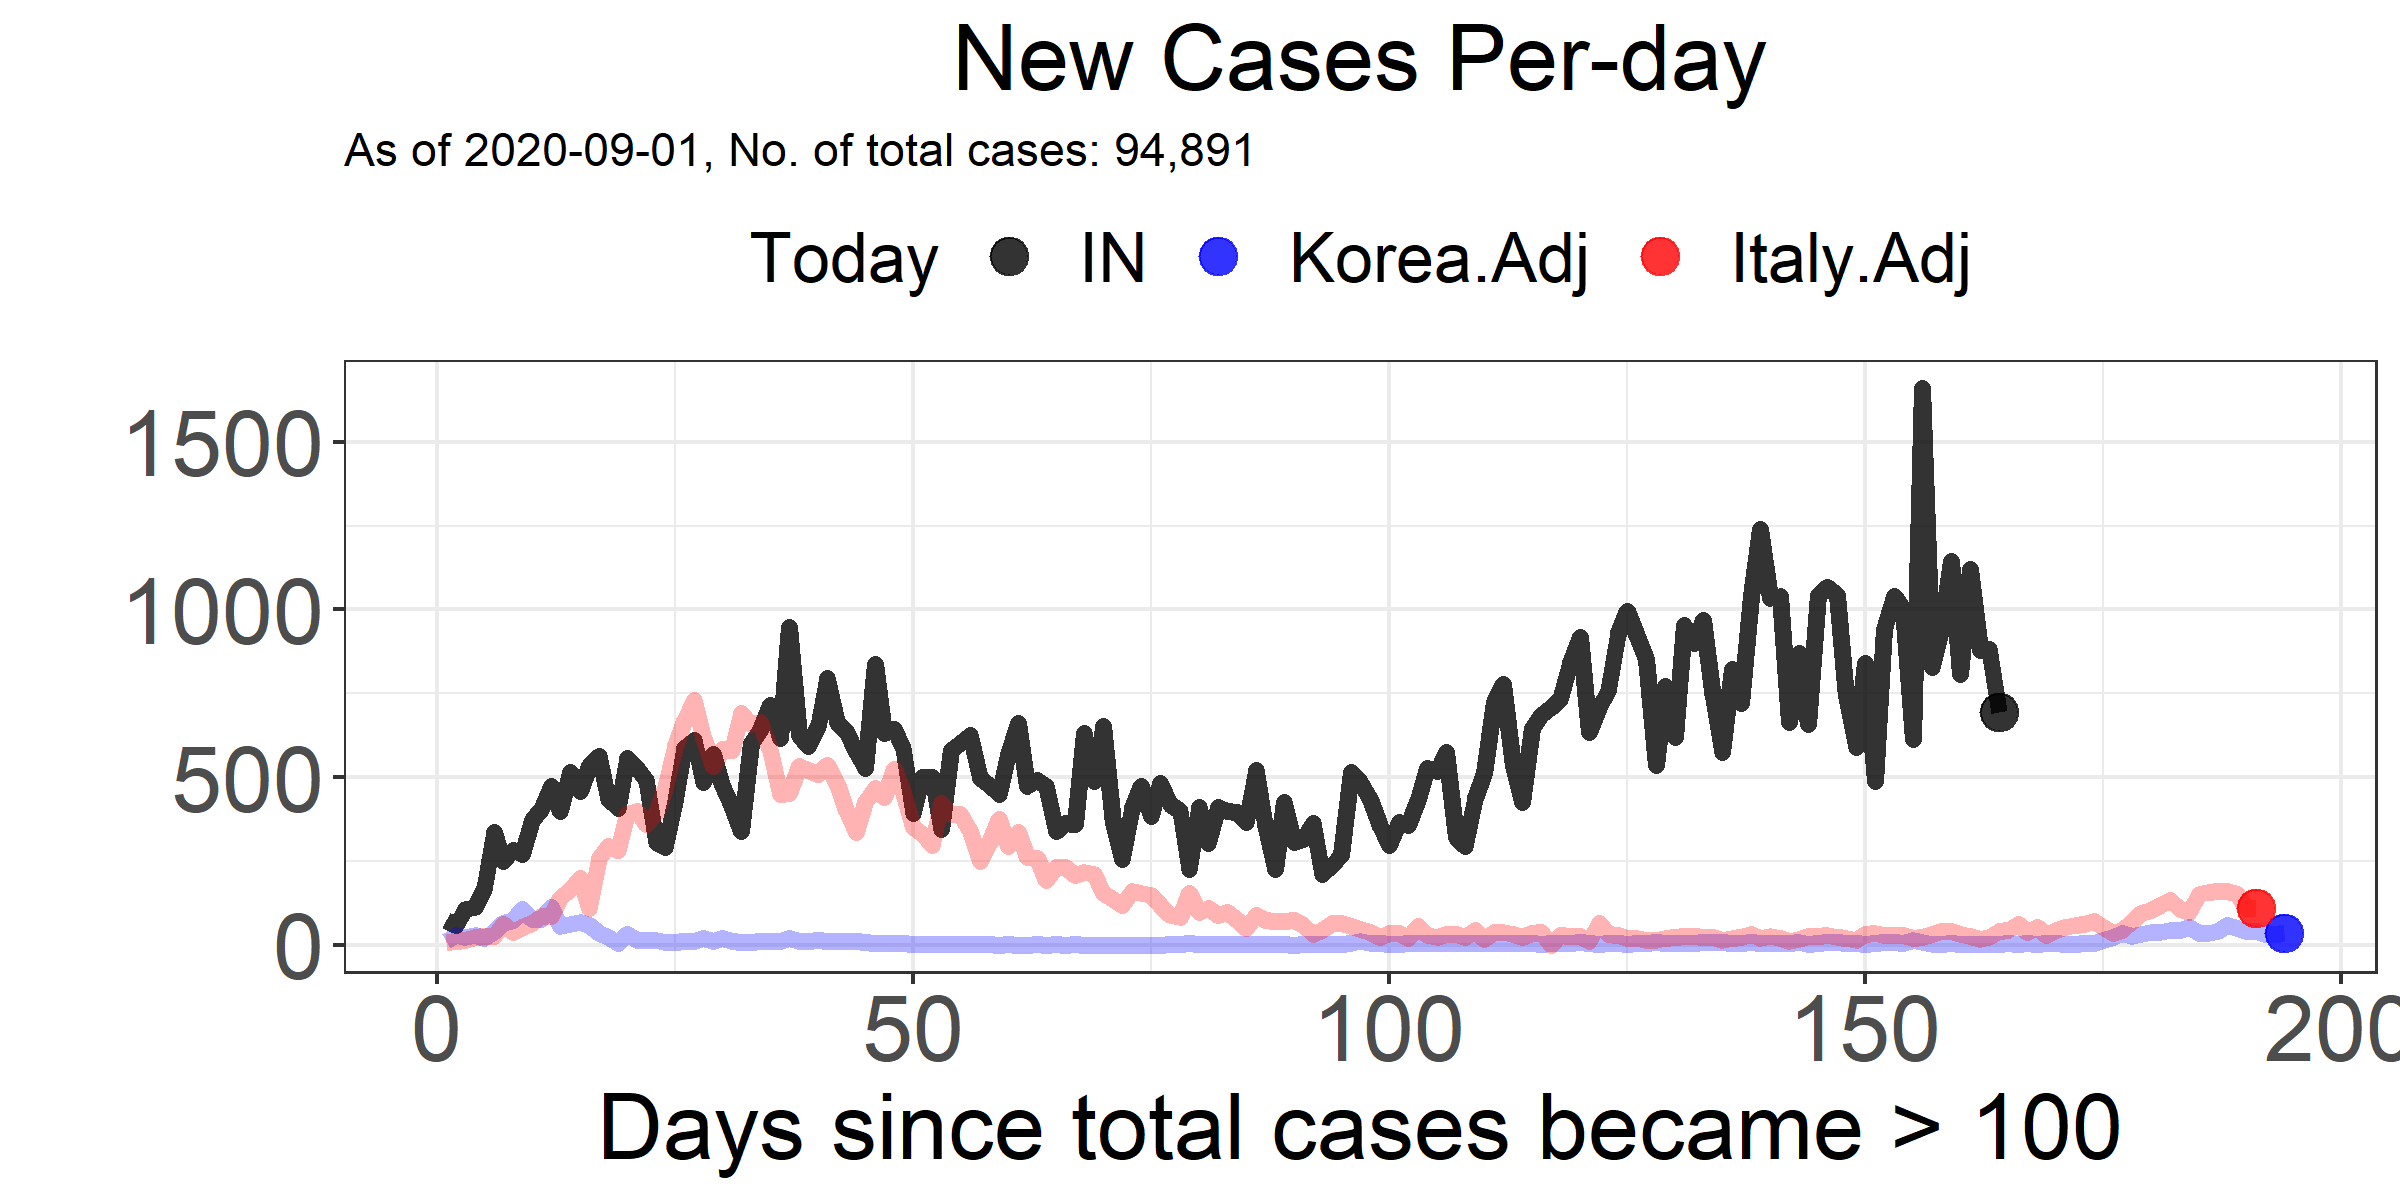 New Cases Per-day
As of 2020-09-01, No. of total cases: 94,891
Today IN Korea.Adj Italy.Adj
1500
1000
500
0
0 50 100 150 200
Days since total cases became > 100